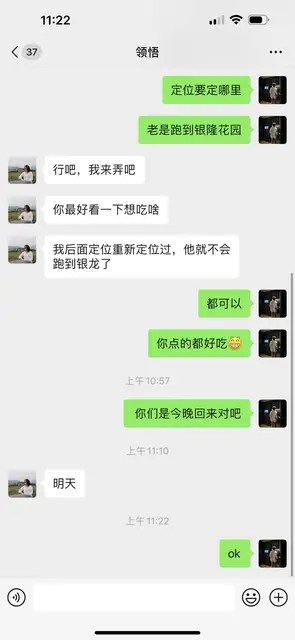 11:22
37
领悟
定位要定哪里
老是跑到银隆花园
行吧，我来弄吧
你最好看一下想吃啥
我后面定位重新定位过，他就不会
跑到银龙了
都可以
你点的都好吃😁
上午10:57
你们是今晚回来对吧
上午11:10
明天
上午11:22
ok